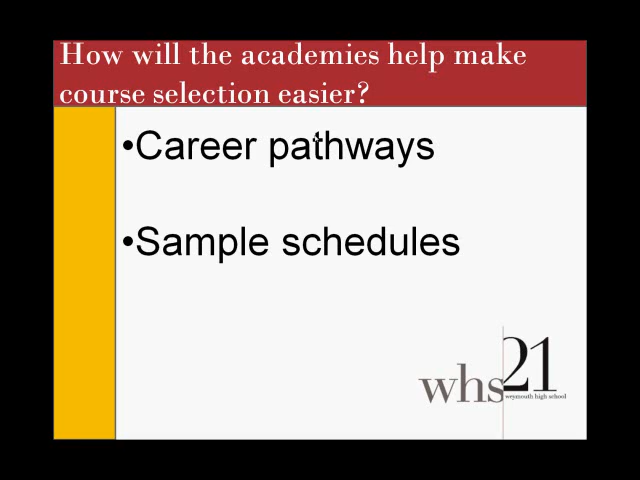 How will the academies help make
course selection easier?
•Career pathways
•Sample schedules
whs21
weymouth high school